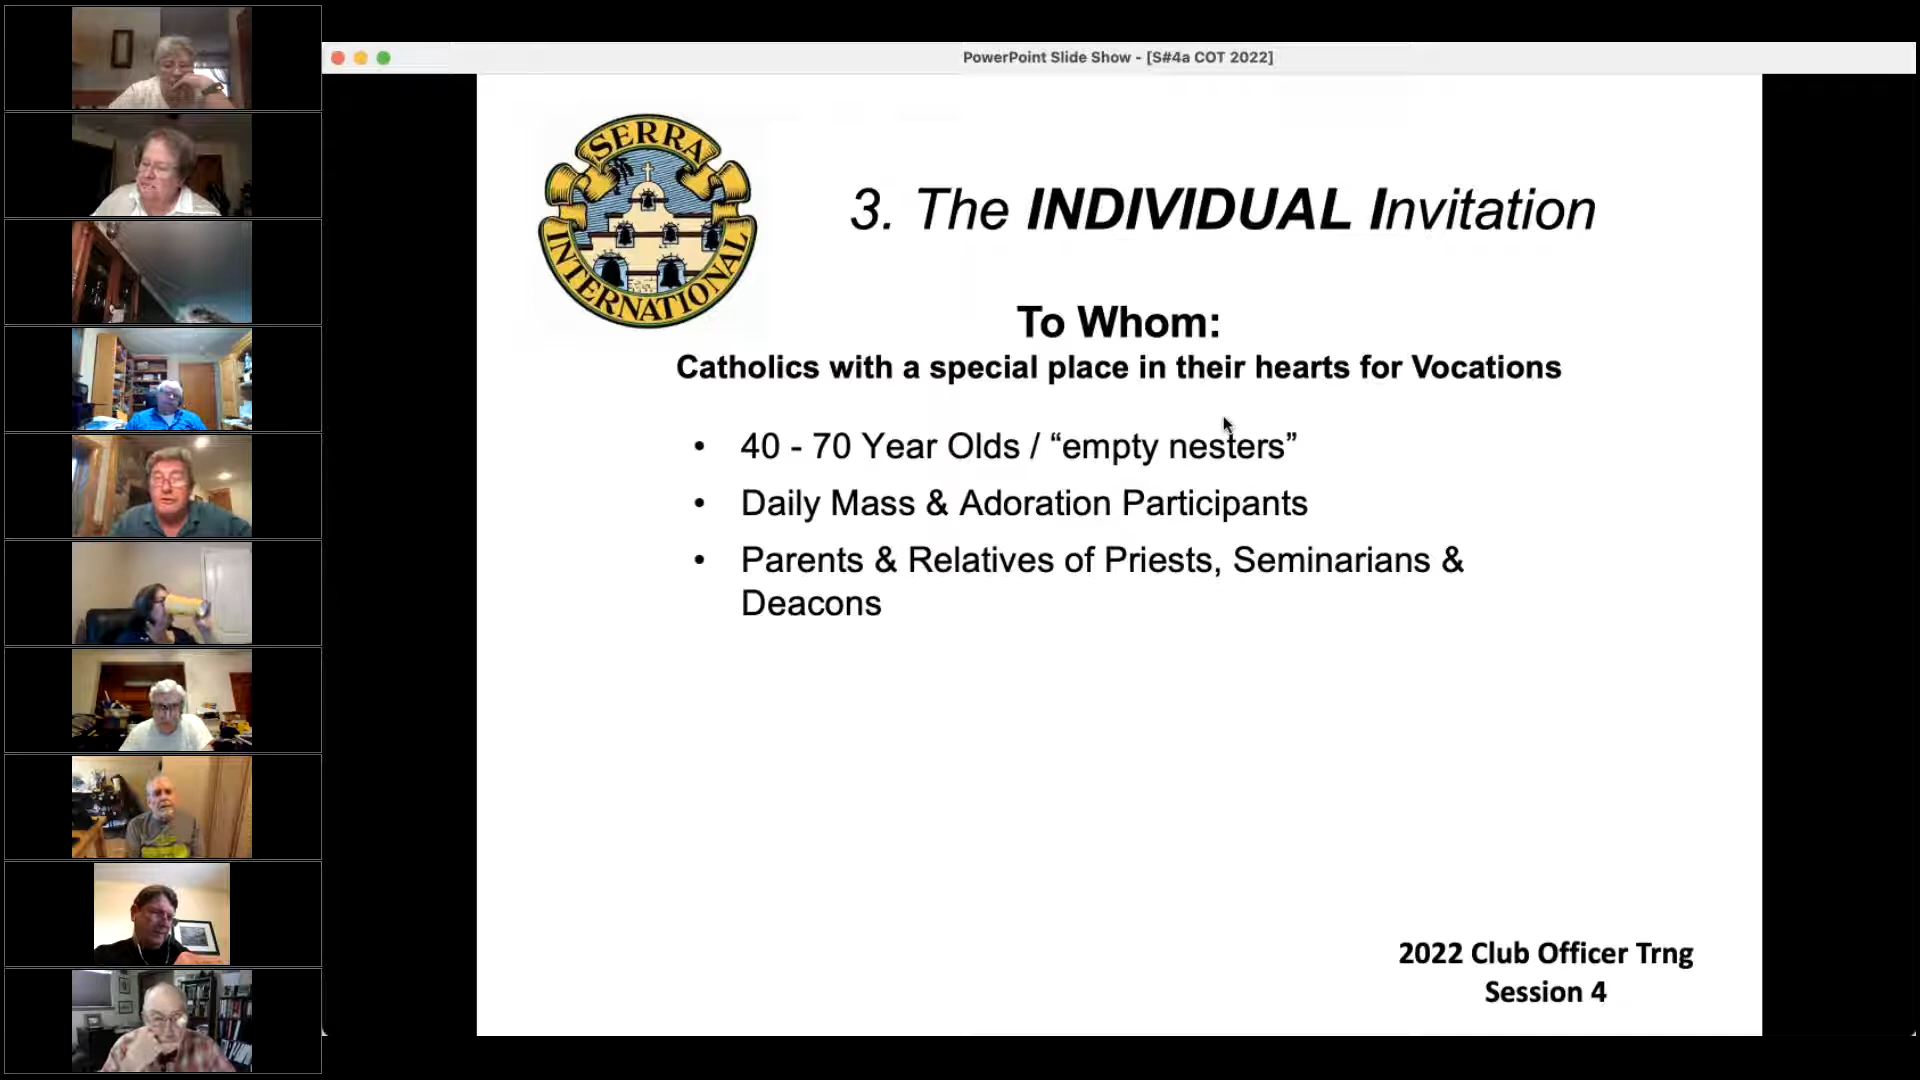 PowerPoint Slide Show - [S#4a COT 2022]
SERRA
INTERNATIONAL
3. The INDIVIDUAL Invitation
To Whom:
Catholics with a special place in their hearts for Vocations
• 40 - 70 Year Olds / “empty nesters”
• Daily Mass & Adoration Participants
• Parents & Relatives of Priests, Seminarians &
Deacons
2022 Club Officer Trng
Session 4